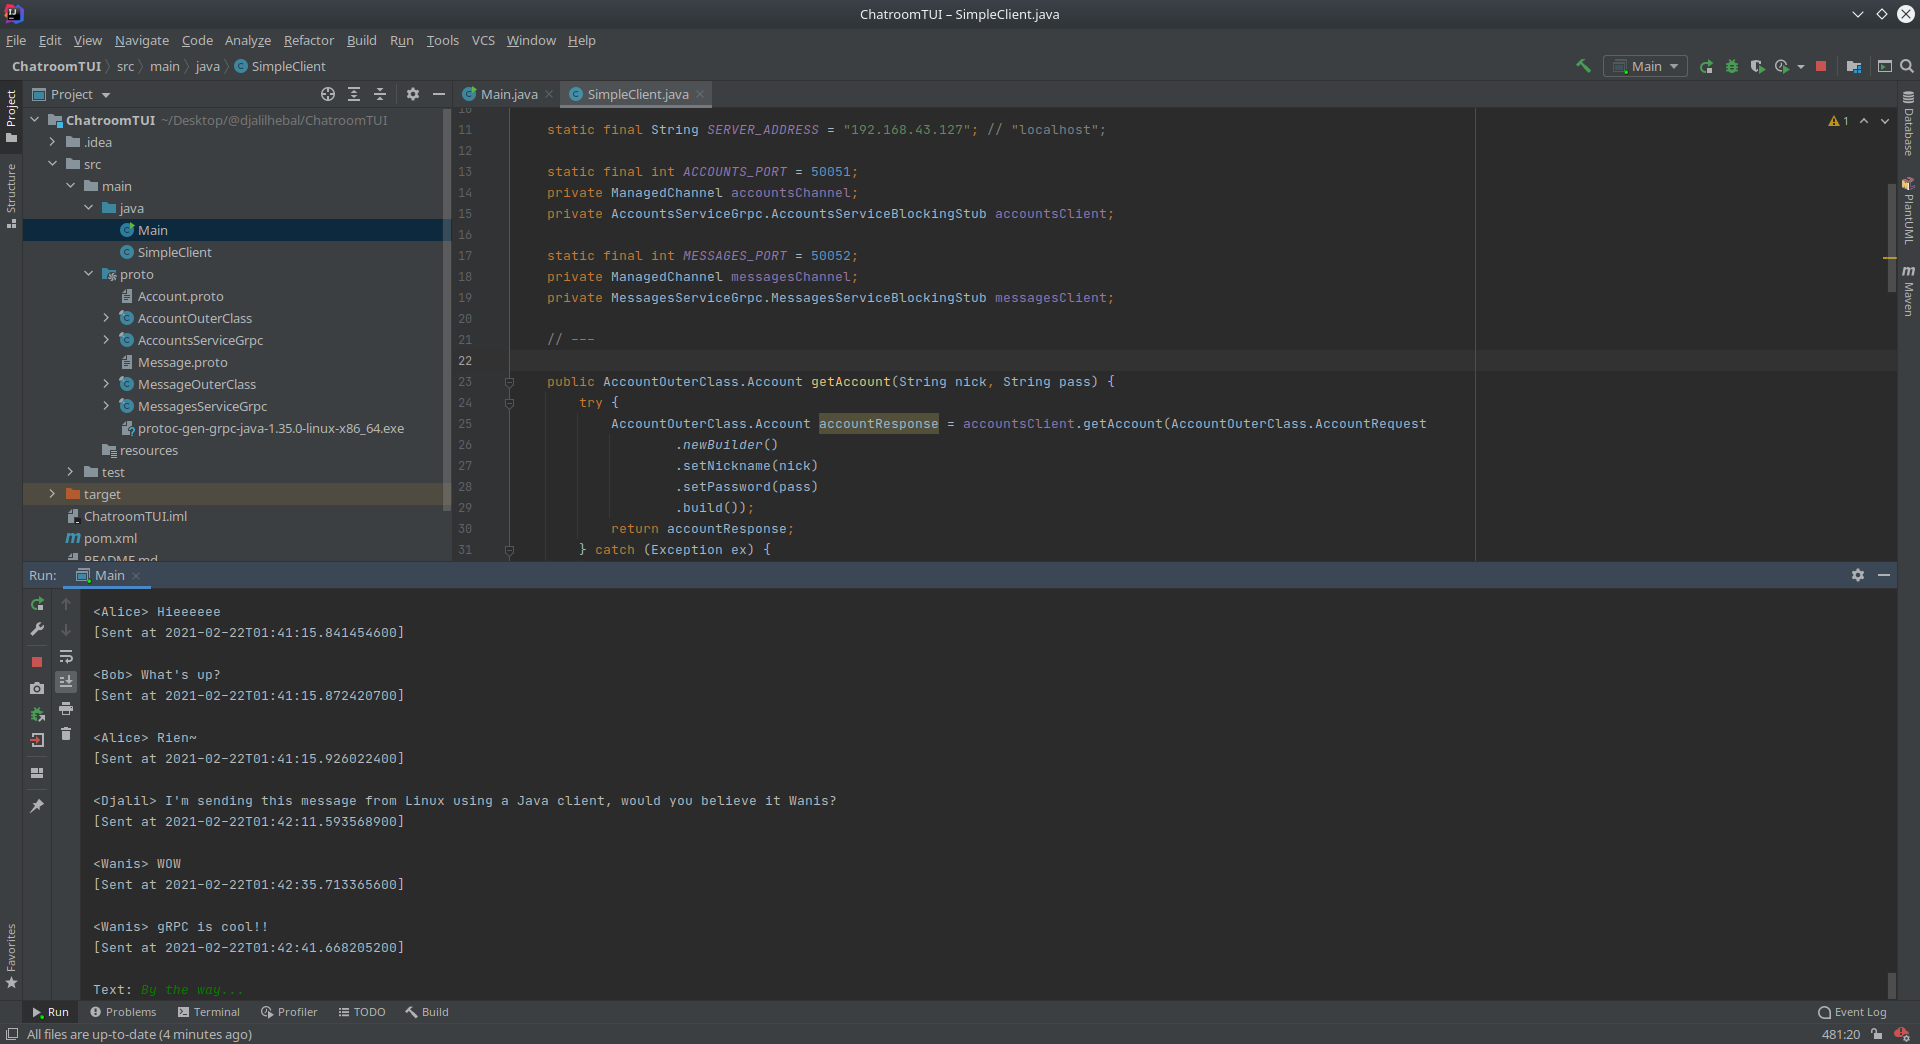 ChatroomTUI – SimpleClient.java
File Edit View Navigate Code Analyze Refactor Build Run Tools VCS Window Help
ChatroomTUI src main java SimpleClient
Main
Project
Main.java
SimpleClient.java
Project
Structure
Favorites
ChatroomTUI ~/Desktop/@djalilhebal/ChatroomTUI
.idea
src
main
java
Main
SimpleClient
proto
Account.proto
AccountOuterClass
AccountsServiceGrpc
Message.proto
MessageOuterClass
MessagesServiceGrpc
protoc-gen-grpc-java-1.35.0-linux-x86_64.exe
resources
test
target
ChatroomTUI.iml
pom.xml
README.md
10
11 static final String SERVER_ADDRESS = "192.168.43.127"; // "localhost";
12
13 static final int ACCOUNTS_PORT = 50051;
14 private ManagedChannel accountsChannel;
15 private AccountsServiceGrpc.AccountsServiceBlockingStub accountsClient;
16
17 static final int MESSAGES_PORT = 50052;
18 private ManagedChannel messagesChannel;
19 private MessagesServiceGrpc.MessagesServiceBlockingStub messagesClient;
20
21 // ---
22
23 public AccountOuterClass.Account getAccount(String nick, String pass) {
24 try {
25 AccountOuterClass.Account accountResponse = accountsClient.getAccount(AccountOuterClass.AccountRequest
26 .newBuilder()
27 .setNickname(nick)
28 .setPassword(pass)
29 .build());
30 return accountResponse;
31 } catch (Exception ex) {
1
Database
PlantUML
m Maven
Run: Main
<Alice> Hieeeeee
[Sent at 2021-02-22T01:41:15.841454600]
<Bob> What's up?
[Sent at 2021-02-22T01:41:15.872420700]
<Alice> Rien~
[Sent at 2021-02-22T01:41:15.926022400]
<Djalil> I'm sending this message from Linux using a Java client, would you believe it Wanis?
[Sent at 2021-02-22T01:42:11.593568900]
<Wanis> WOW
[Sent at 2021-02-22T01:42:35.713365600]
<Wanis> gRPC is cool!!
[Sent at 2021-02-22T01:42:41.668205200]
Text: By the way...
Run Problems Terminal Profiler TODO Build Event Log
All files are up-to-date (4 minutes ago) 481:20